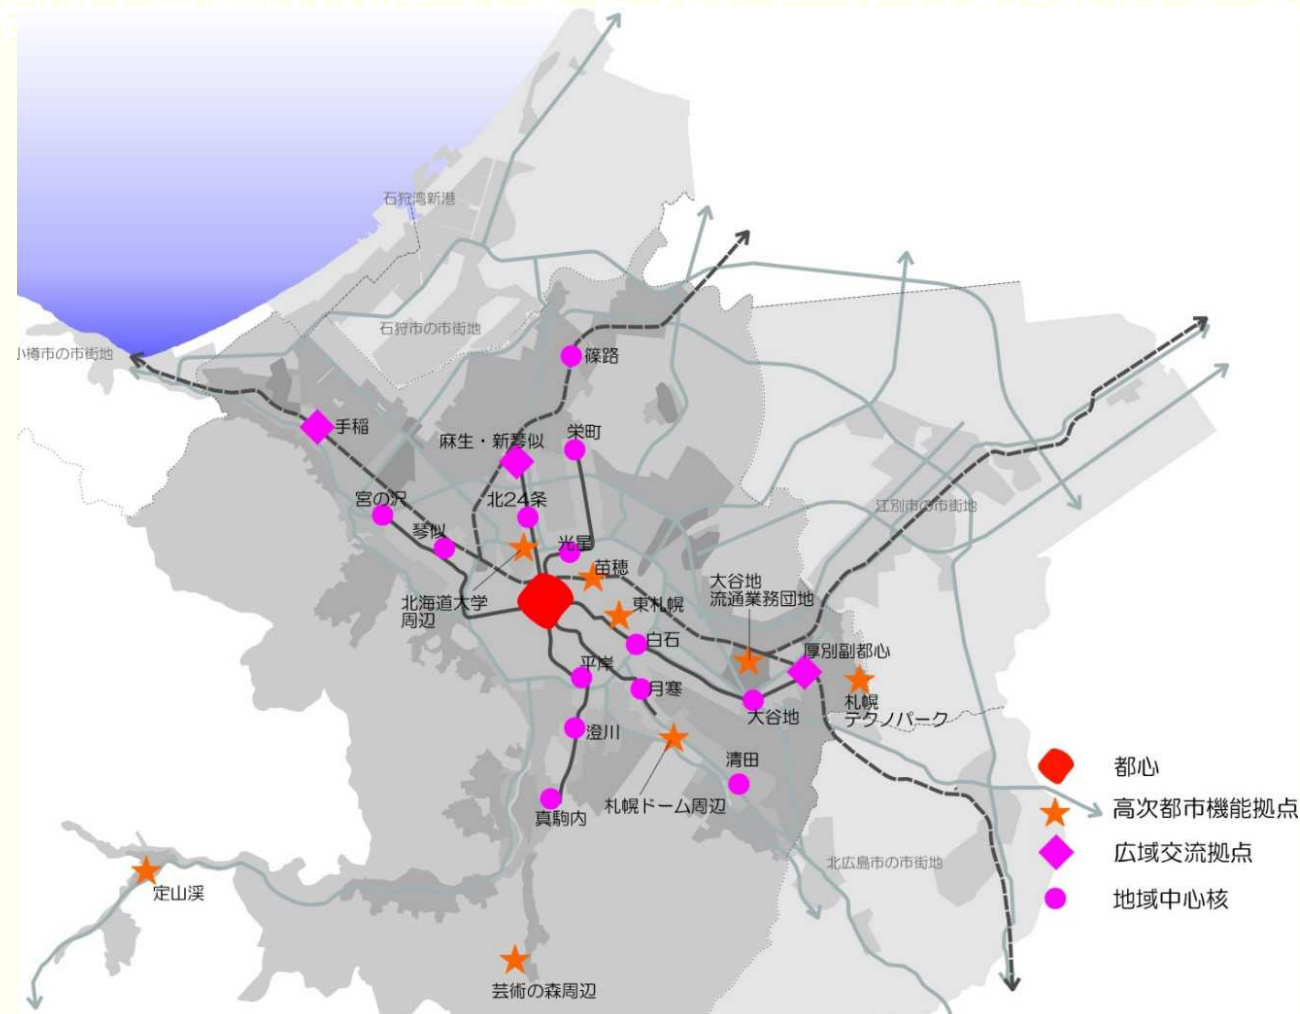 石狩湾新港
石狩市の市街地
小樽市の市街地
篠路
手稲
麻生・新琴似
栄町
宮の沢
北24条
琴似
光星
苗穂
北海道大学
周辺
東札幌
大谷地
流通業務団地
江別市の市街地
白石
厚別副都心
平岸
月寒
札幌
テクノパーク
大谷地
澄川
清田
真駒内
札幌ドーム周辺
北広島市の市街地
定山渓
芸術の森周辺
都心
高次都市機能拠点
広域交流拠点
地域中心核